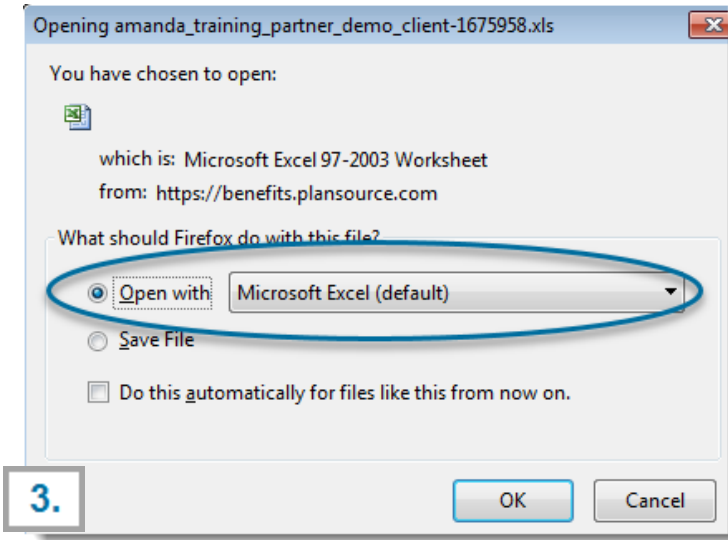 Opening amanda_training_partner_demo_client-1675958.xls
You have chosen to open:
which is: Microsoft Excel 97-2003 Worksheet
from: https://benefits.plansource.com
What should Firefox do with this file?
Open with Microsoft Excel (default)
Save File
Do this automatically for files like this from now on.
3.
OK Cancel